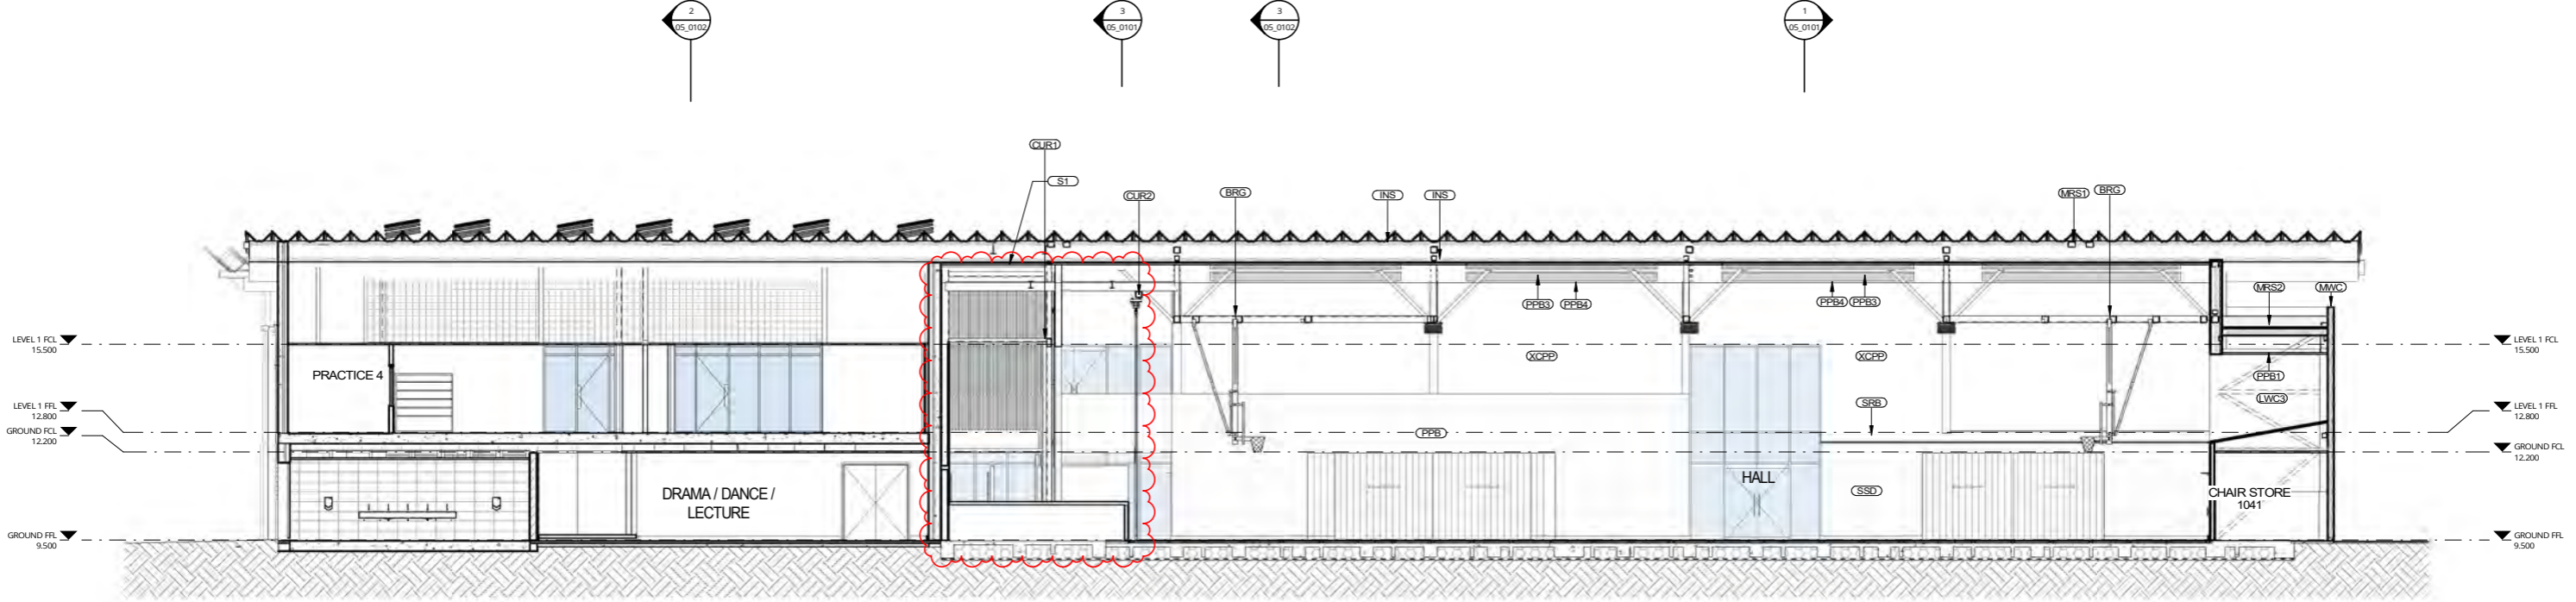 2
05_0102
3
05_0101
3
05_0102
1
05_0101
CUR1
S1
CUR2
BRG
INS
INS
MRS1
BRG
PPB3
PPB4
PPB4
PPB3
MRS2
MWC
LEVEL 1 FCL
15.500
PRACTICE 4
XCPP
XCPP
PPB1
LEVEL 1 FCL
15.500
LEVEL 1 FFL
12.800
SRB
LWC3
LEVEL 1 FFL
12.800
GROUND FCL
12.200
PPB
GROUND FCL
12.200
DRAMA / DANCE /
LECTURE
HALL
SSD
CHAIR STORE
1041
GROUND FFL
9.500
GROUND FFL
9.500